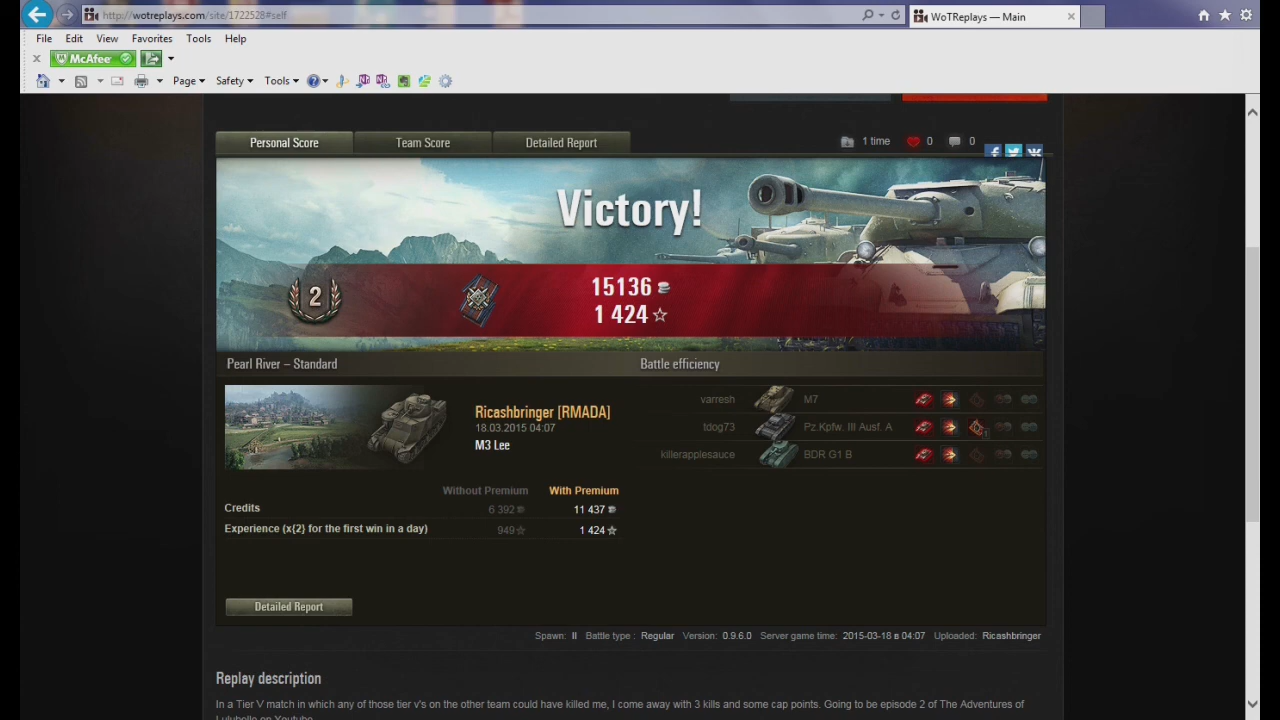 http://wotreplays.com/site/1722528#self
WoTReplays — Main
File Edit View Favorites Tools Help
McAfee
Page Safety Tools
Personal Score Team Score Detailed Report 1 time 0 0
Victory!
2
15136
1 424
Pearl River – Standard Battle efficiency
Ricashbringer [RMADA]
18.03.2015 04:07
M3 Lee
varresh M7
tdog73 Pz.Kpfw. III Ausf. A 1
killerapplesauce BDR G1 B
Without Premium With Premium
Credits 6 392 11 437
Experience (x{2} for the first win in a day) 949 1 424
Detailed Report
Spawn: II Battle type : Regular Version: 0.9.6.0 Server game time: 2015-03-18 в 04:07 Uploaded: Ricashbringer
Replay description
In a Tier V match in which any of those tier v's on the other team could have killed me, I come away with 3 kills and some cap points. Going to be episode 2 of The Adventures of
Lulubelle on Youtube